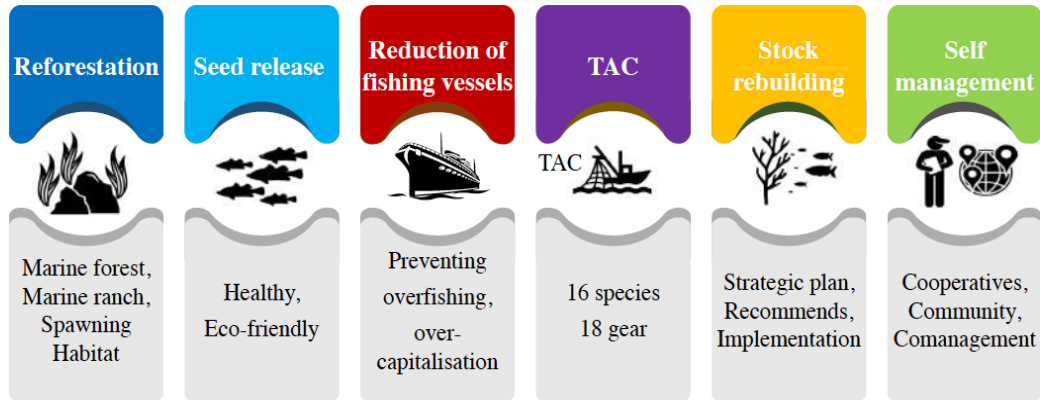 Reforestation
Marine forest,
Marine ranch,
Spawning
Habitat
Seed release
Healthy,
Eco-friendly
Reduction of
fishing vessels
Preventing
overfishing,
over-
capitalisation
TAC
TAC
16 species
18 gear
Stock
rebuilding
Strategic plan,
Recommends,
Implementation
Self
management
Cooperatives,
Community,
Comanagement